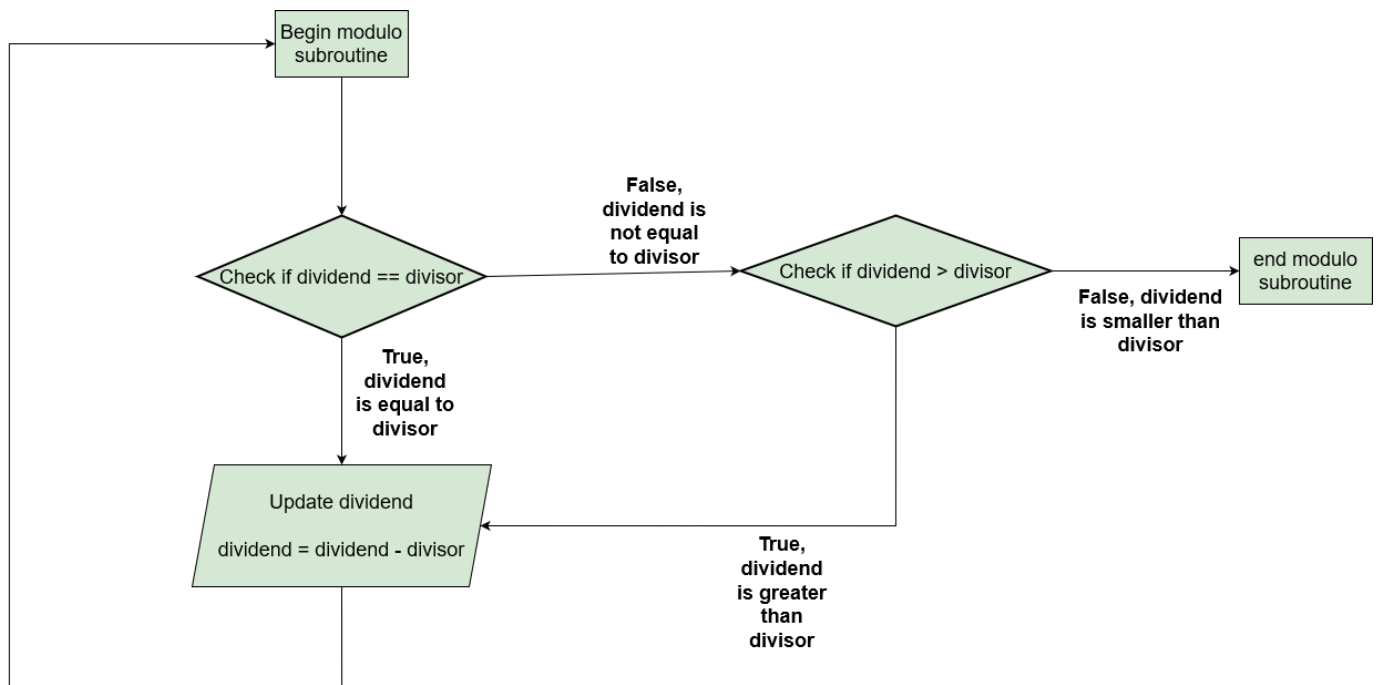 Begin modulo
subroutine
Check if dividend == divisor
False,
dividend is
not equal
to divisor
Check if dividend > divisor
False, dividend
is smaller than
divisor
end modulo
subroutine
True,
dividend
is equal to
divisor
Update dividend
dividend = dividend - divisor
True,
dividend
is greater
than
divisor